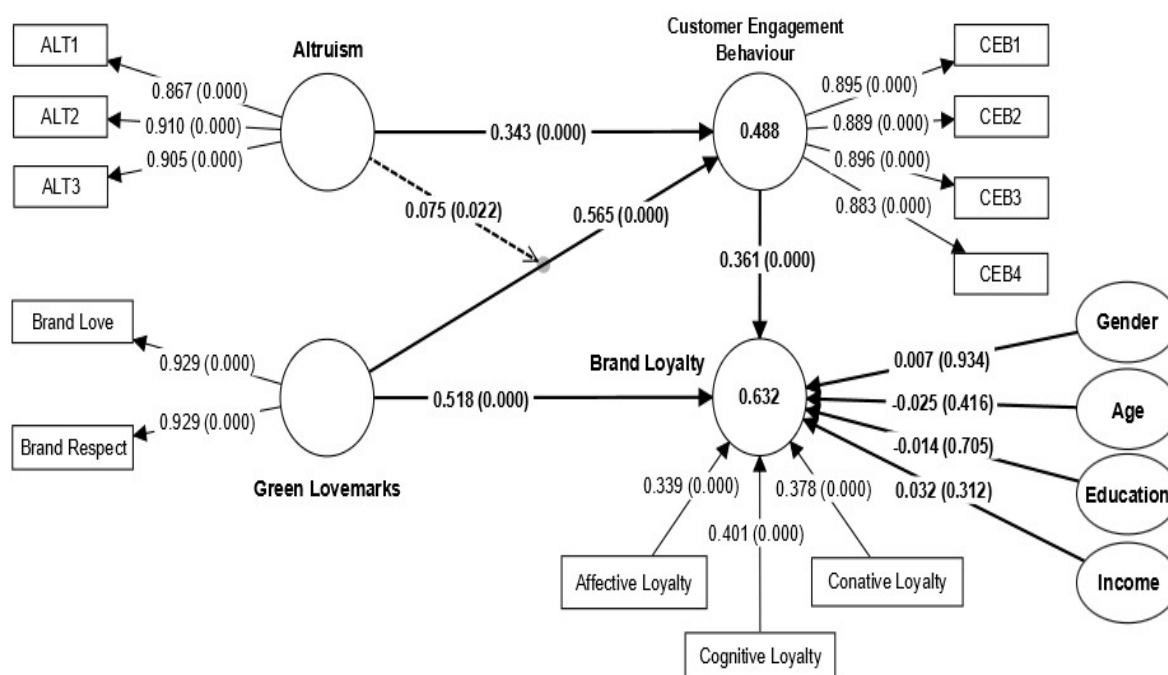 ALT1
ALT2
ALT3
0.867 (0.000)
0.910 (0.000)
0.905 (0.000)
Altruism
0.343 (0.000)
0.075 (0.022)
0.565 (0.000)
Customer Engagement
Behaviour
0.488
0.895 (0.000)
0.889 (0.000)
0.896 (0.000)
0.883 (0.000)
CEB1
CEB2
CEB3
CEB4
0.361 (0.000)
Brand Love
Brand Respect
0.929 (0.000)
0.929 (0.000)
Green Lovemarks
0.518 (0.000)
Brand Loyalty
0.632
0.007 (0.934)
-0.025 (0.416)
-0.014 (0.705)
0.032 (0.312)
Gender
Age
Education
Income
0.339 (0.000)
0.401 (0.000)
0.378 (0.000)
Affective Loyalty
Cognitive Loyalty
Conative Loyalty